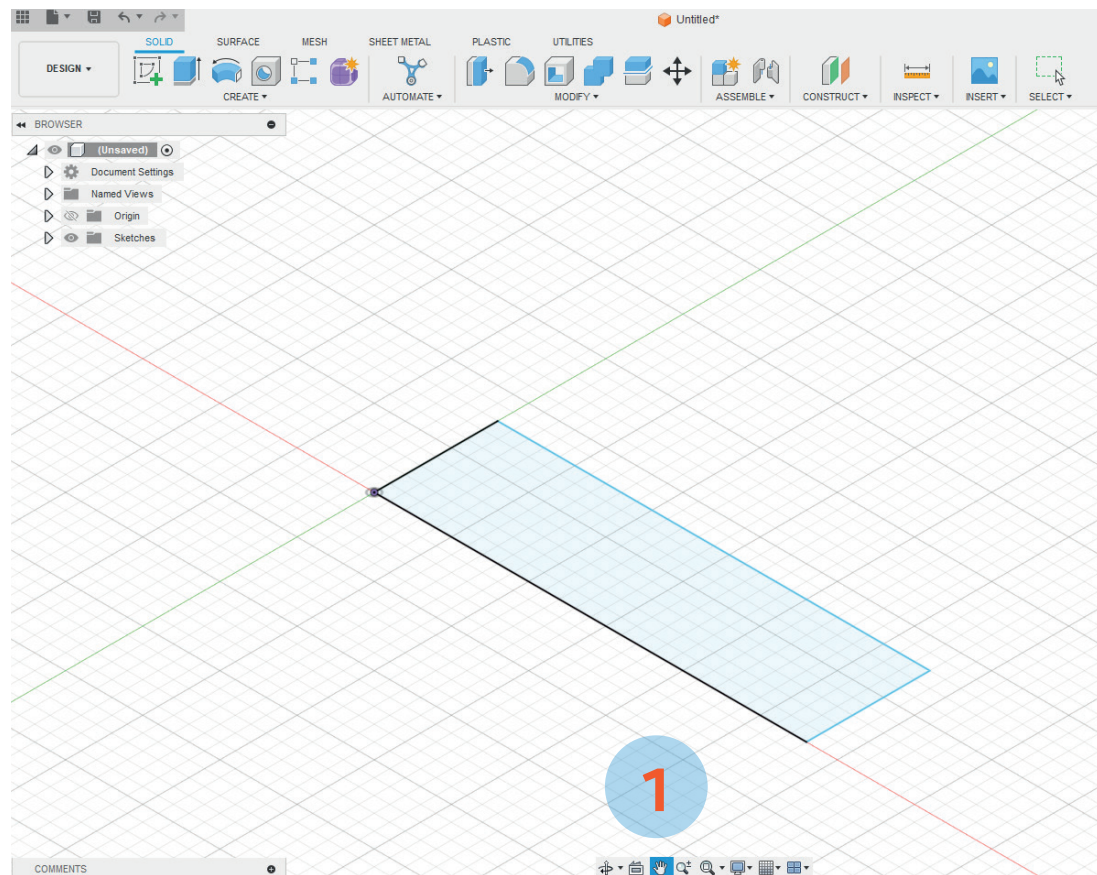 Untitled*
SOLID SURFACE MESH SHEET METAL PLASTIC UTILITIES
DESIGN
CREATE AUTOMATE MODIFY ASSEMBLE CONSTRUCT INSPECT INSERT SELECT
BROWSER
(Unsaved)
Document Settings
Named Views
Origin
Sketches
1
COMMENTS